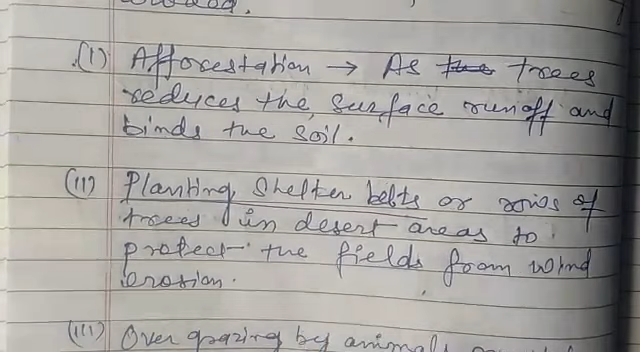 (i) Afforestation → As the trees
reduces the surface runoff and
binds the soil.
(ii) Planting shelter belts or rows of
trees in desert areas to
protect the fields from wind
erosion.
(iii) Over grazing by animals